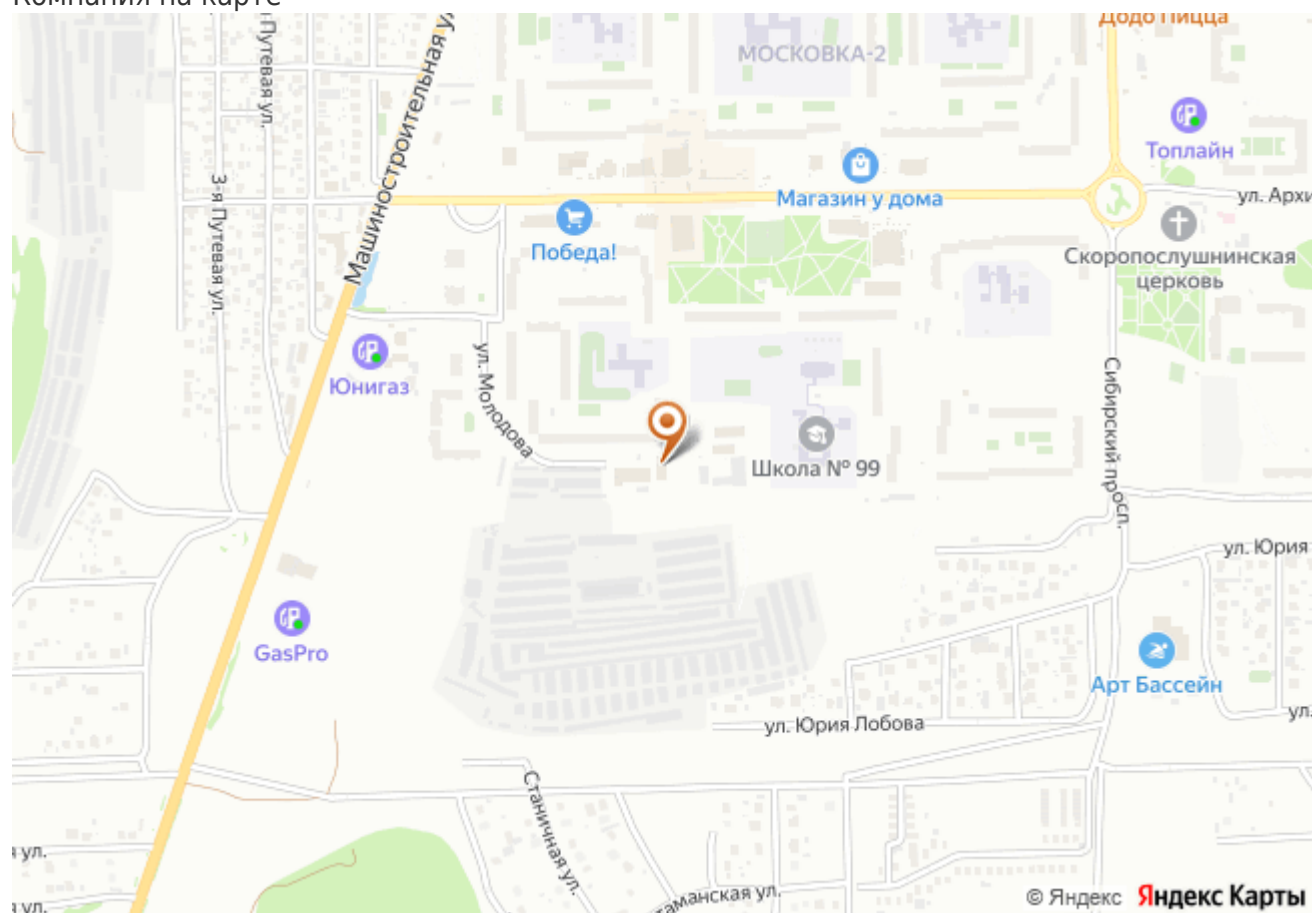 Компания на карте
Додо Пицца
Путевая ул.
Машиностроительная у
МОСКОВКА-2
Топлайн
3-я Путевая ул.
Магазин у дома
ул. Архи
Победа!
Скоропослушнинская
церковь
Юнигаз
ул. Молодова
Сибирский просп.
Школа № 99
ул. Юрия
GasPro
Арт Бассейн
ул. Юрия Лобова
ул.
Станичная ул.
я ул.
таманская ул.
© Яндекс Яндекс Карты
я ул.